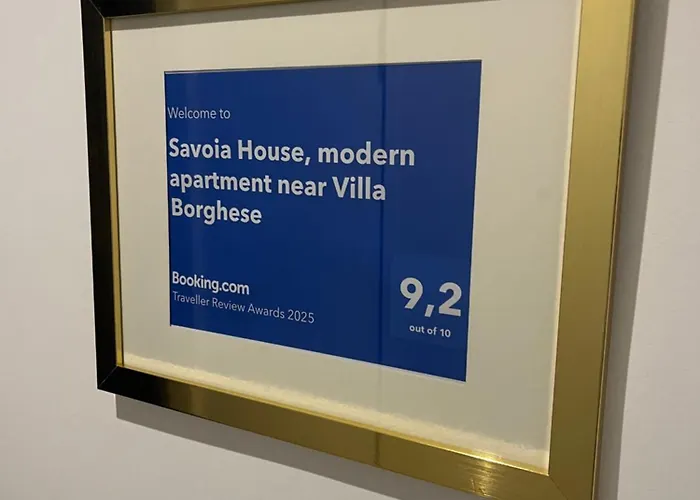 Welcome to
Savoia House, modern
apartment near Villa
Borghese
Booking.com
Traveller Review Awards 2025
9,2
out of 10